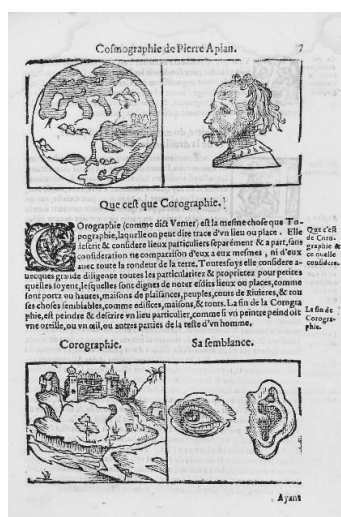 Cosmographie de Pierre Apian. 7
Que cest que Corographie.
COrographie (comme dict Verner) est la mesme chose que To-
pographie, laquelle on peut dire trace d'vn lieu ou place. Elle
descrit & considere lieux particuliers separément & a part, sans
consideration ne comparaison d'eux a eux mesmes, ni d'eux
auec toute la rondeur de la terre. Toutesfoys elle considere a-
uecques grande diligence toutes les particularitez & proprietez pour petites
quelles soyent, lesquelles sont dignes de noter esdits lieux ou places, comme
sont portz ou haures, maisons de plaisances, peuples, cours de Riuieres, & tou
tes choses semblables, comme edifices, maisons, & tours. La fin de la Corogra
phie, est peindre & descrire vn lieu particulier, comme si vn peintre peindoit
vne oreille, ou vn œil, ou autres parties de la teste d'vn homme.
Que c'est
de Coro-
graphie &
ce quelle
considere.
La fin de
Corogra-
phie.
Corographie. Sa semblance.
Ayant